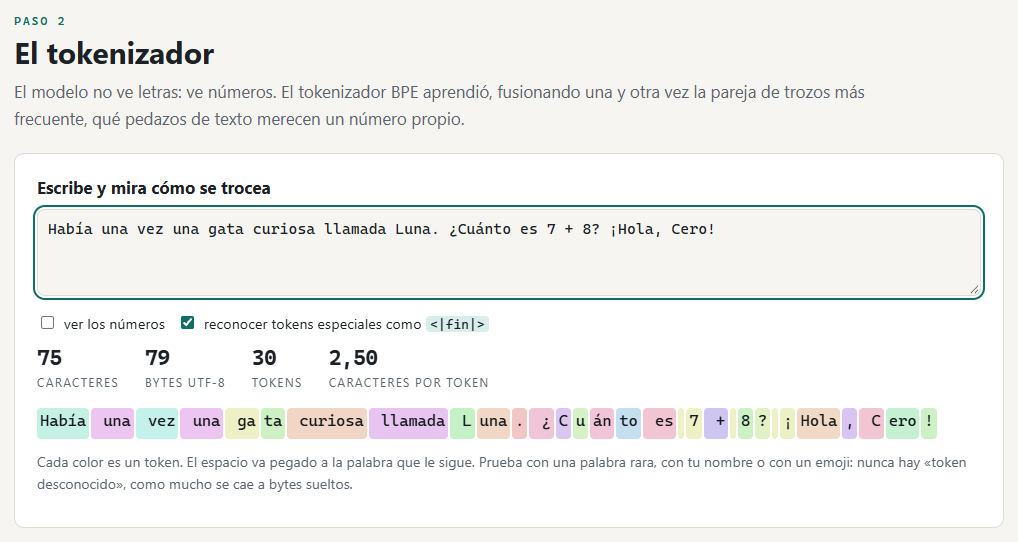 PASO 2
El tokenizador
El modelo no ve letras: ve números. El tokenizador BPE aprendió, fusionando una y otra vez la pareja de trozos más
frecuente, qué pedazos de texto merecen un número propio.
Escribe y mira cómo se trocea
Había una vez una gata curiosa llamada Luna. ¿Cuánto es 7 + 8? ¡Hola, Cero!
ver los números reconocer tokens especiales como <|fin|>
75 79 30 2,50
CARACTERES BYTES UTF-8 TOKENS CARACTERES POR TOKEN
Había una vez una ga ta curiosa llamada L una . ¿ C u án to es 7 + 8 ? ¡ Hola , C ero !
Cada color es un token. El espacio va pegado a la palabra que le sigue. Prueba con una palabra rara, con tu nombre o con un emoji: nunca hay «token
desconocido», como mucho se cae a bytes sueltos.